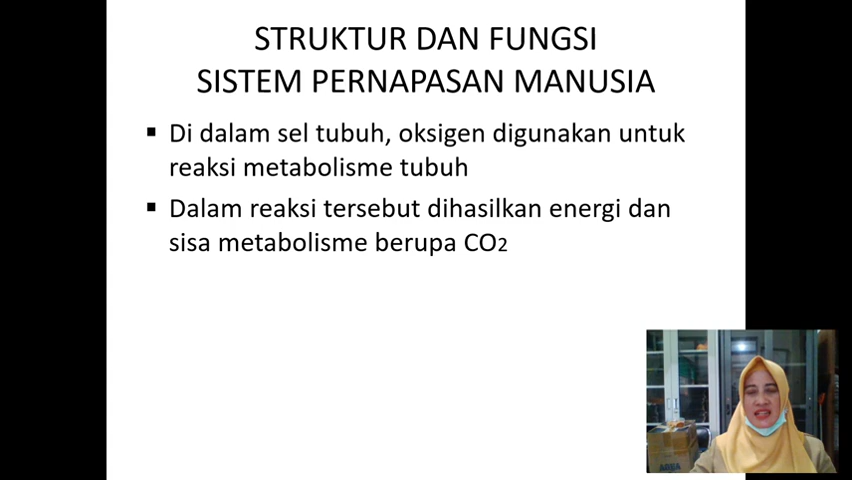 STRUKTUR DAN FUNGSI
SISTEM PERNAPASAN MANUSIA
▪ Di dalam sel tubuh, oksigen digunakan untuk
reaksi metabolisme tubuh
▪ Dalam reaksi tersebut dihasilkan energi dan
sisa metabolisme berupa CO2
AQUA